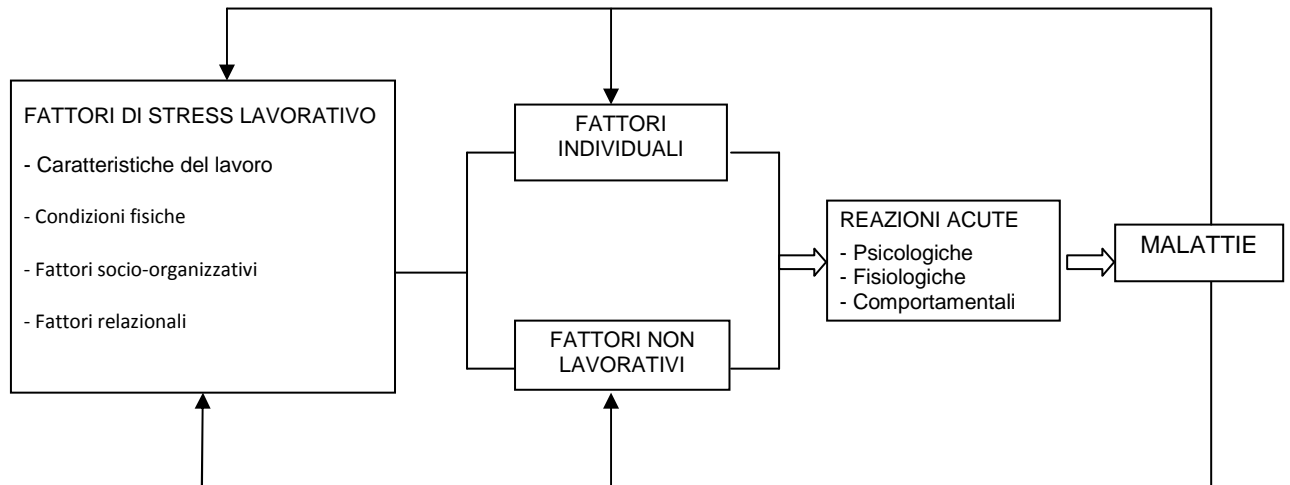 FATTORI DI STRESS LAVORATIVO
- Caratteristiche del lavoro
- Condizioni fisiche
- Fattori socio-organizzativi
- Fattori relazionali
FATTORI
INDIVIDUALI
FATTORI NON
LAVORATIVI
REAZIONI ACUTE
- Psicologiche
- Fisiologiche
- Comportamentali
MALATTIE